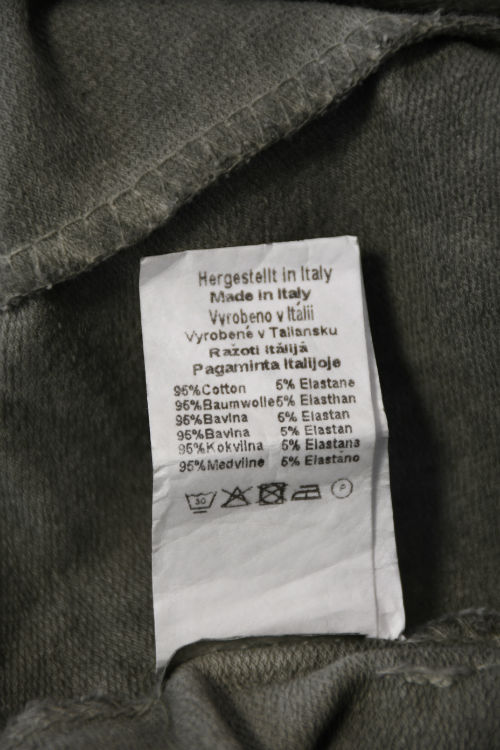 Hergestellt in Italy
Made in Italy
Vyrobeno v Itálii
Vyrobené v Taliansku
Ražoti itālijā
Pagaminta Italijoje
95%Cotton 5% Elastane
95%Baumwolle5% Elasthan
95%Bavlna 5% Elastan
95%Bavlna 5% Elastan
95%Kokvilna 5% Elastans
95%Medvilne 5% Elastano
30 P